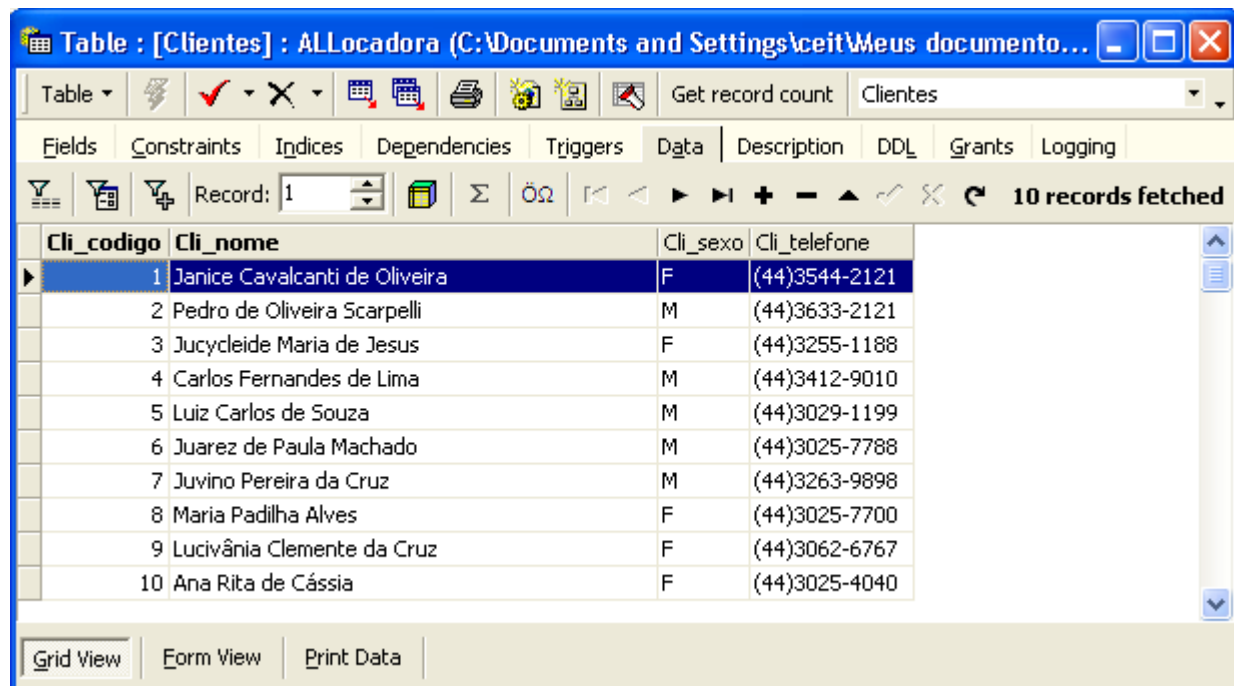 Table : [Clientes] : ALLocadora (C:\Documents and Settings\ceit\Meus documento...
Table Get record count Clientes
Fields Constraints Indices Dependencies Triggers Data Description DDL Grants Logging
Record: 1 Σ ÖΩ 10 records fetched
Cli_codigo Cli_nome Cli_sexo Cli_telefone
1 Janice Cavalcanti de Oliveira F (44)3544-2121
2 Pedro de Oliveira Scarpelli M (44)3633-2121
3 Jucycleide Maria de Jesus F (44)3255-1188
4 Carlos Fernandes de Lima M (44)3412-9010
5 Luiz Carlos de Souza M (44)3029-1199
6 Juarez de Paula Machado M (44)3025-7788
7 Juvino Pereira da Cruz M (44)3263-9898
8 Maria Padilha Alves F (44)3025-7700
9 Lucivânia Clemente da Cruz F (44)3062-6767
10 Ana Rita de Cássia F (44)3025-4040
Grid View Form View Print Data